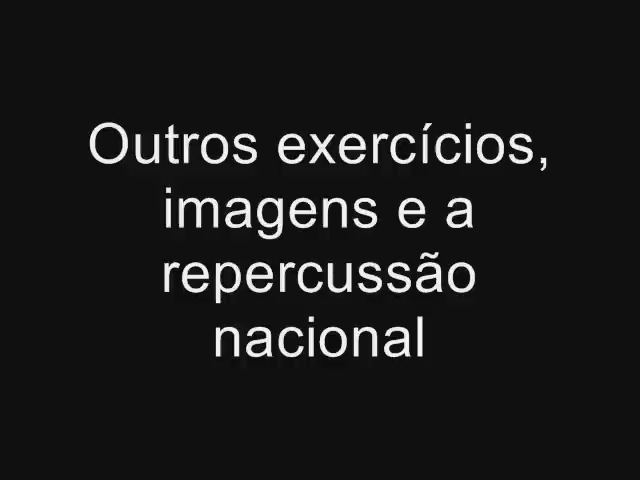 Outros exercícios,
imagens e a
repercussão
nacional